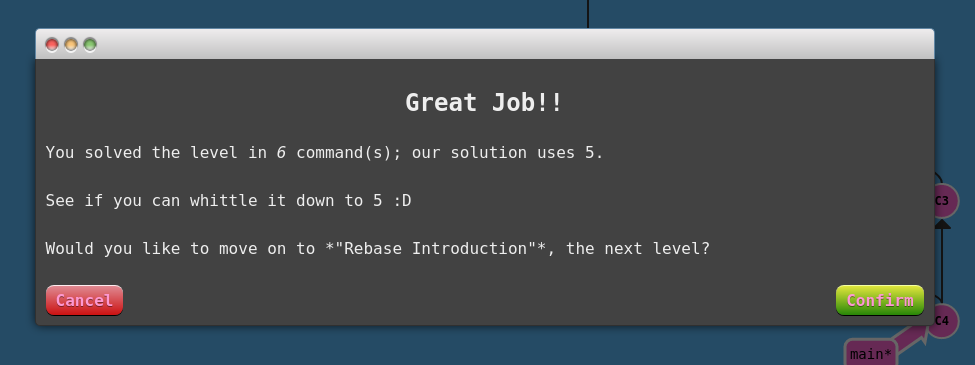 Great Job!!
You solved the level in 6 command(s); our solution uses 5.
See if you can whittle it down to 5 :D
Would you like to move on to *"Rebase Introduction"*, the next level?
C3
Cancel
Confirm
C4
main*